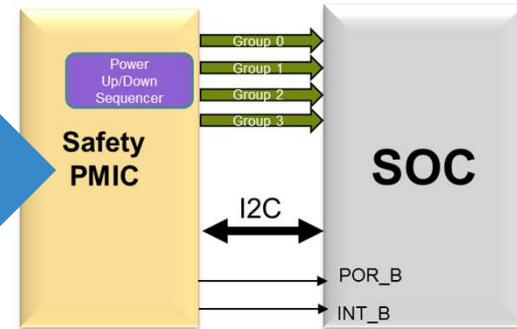 Group 0
Group 1
Group 2
Group 3
Power
Up/Down
Sequencer
Safety
PMIC
SOC
I2C
POR_B
INT_B